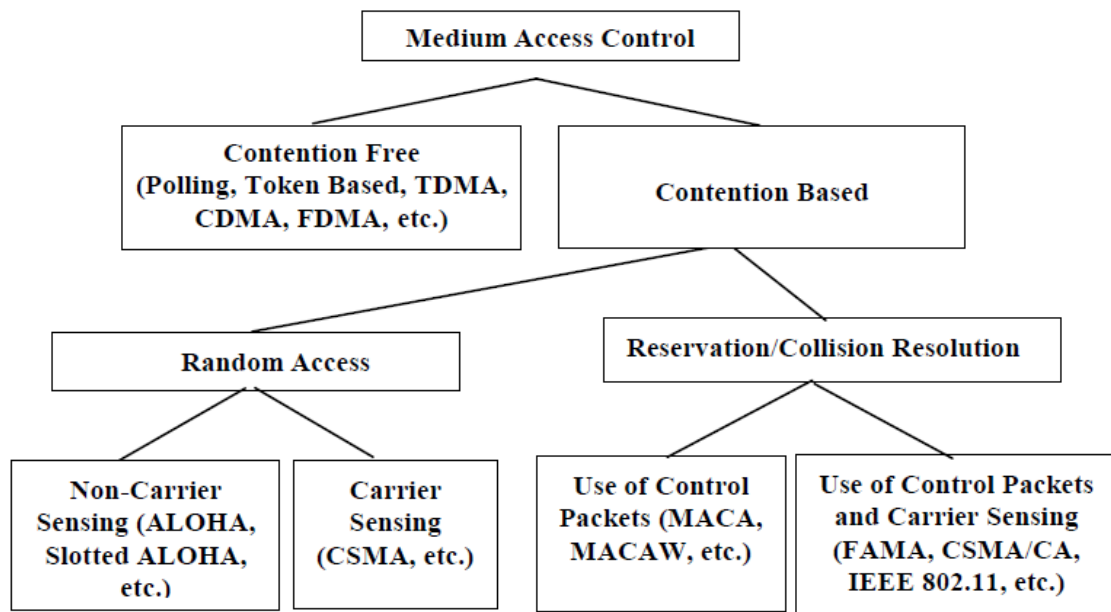 Medium Access Control
Contention Free
(Polling, Token Based, TDMA,
CDMA, FDMA, etc.)
Contention Based
Random Access
Reservation/Collision Resolution
Non-Carrier
Sensing (ALOHA,
Slotted ALOHA,
etc.)
Carrier
Sensing
(CSMA, etc.)
Use of Control
Packets (MACA,
MACAW, etc.)
Use of Control Packets
and Carrier Sensing
(FAMA, CSMA/CA,
IEEE 802.11, etc.)